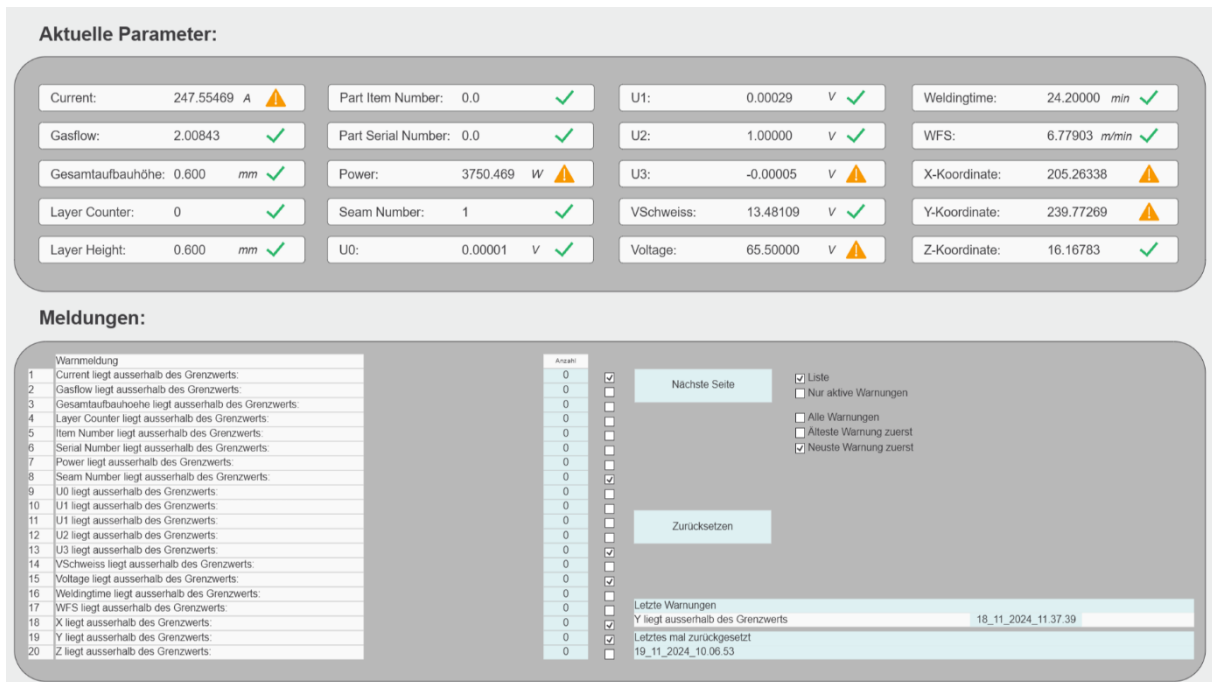 Aktuelle Parameter:
Current: 247.55469 A
Gasflow: 2.00843
Gesamtaufbauhöhe: 0.600 mm
Layer Counter: 0
Layer Height: 0.600 mm
Part Item Number: 0.0
Part Serial Number: 0.0
Power: 3750.469 W
Seam Number: 1
U0: 0.00001 V
U1: 0.00029 V
U2: 1.00000 V
U3: -0.00005 V
VSchweiss: 13.48109 V
Voltage: 65.50000 V
Weldingtime: 24.20000 min
WFS: 6.77903 m/min
X-Koordinate: 205.26338
Y-Koordinate: 239.77269
Z-Koordinate: 16.16783
Meldungen:
Warnmeldung Anzahl
1 Current liegt ausserhalb des Grenzwerts: 0
2 Gasflow liegt ausserhalb des Grenzwerts: 0
3 Gesamtaufbauhoehe liegt ausserhalb des Grenzwerts: 0
4 Layer Counter liegt ausserhalb des Grenzwerts: 0
5 Item Number liegt ausserhalb des Grenzwerts: 0
6 Serial Number liegt ausserhalb des Grenzwerts: 0
7 Power liegt ausserhalb des Grenzwerts: 0
8 Seam Number liegt ausserhalb des Grenzwerts: 0
9 U0 liegt ausserhalb des Grenzwerts: 0
10 U1 liegt ausserhalb des Grenzwerts: 0
11 U1 liegt ausserhalb des Grenzwerts: 0
12 U2 liegt ausserhalb des Grenzwerts: 0
13 U3 liegt ausserhalb des Grenzwerts: 0
14 VSchweiss liegt ausserhalb des Grenzwerts: 0
15 Voltage liegt ausserhalb des Grenzwerts: 0
16 Weldingtime liegt ausserhalb des Grenzwerts: 0
17 WFS liegt ausserhalb des Grenzwerts: 0
18 X liegt ausserhalb des Grenzwerts: 0
19 Y liegt ausserhalb des Grenzwerts: 0
20 Z liegt ausserhalb des Grenzwerts: 0
Nächste Seite
Liste
Nur aktive Warnungen
Alle Warnungen
Älteste Warnung zuerst
Neuste Warnung zuerst
Zurücksetzen
Letzte Warnungen
Y liegt ausserhalb des Grenzwerts 18_11_2024_11.37.39
Letztes mal zurückgesetzt
19_11_2024_10.06.53